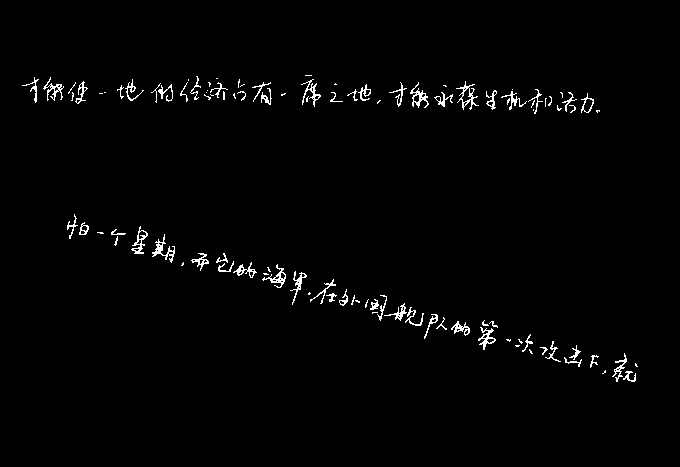 才能使一地的经济占有一席之地，才能永葆生机和活力。
怕一个星期，而它的海军，在外国舰队的第一次攻击下，就